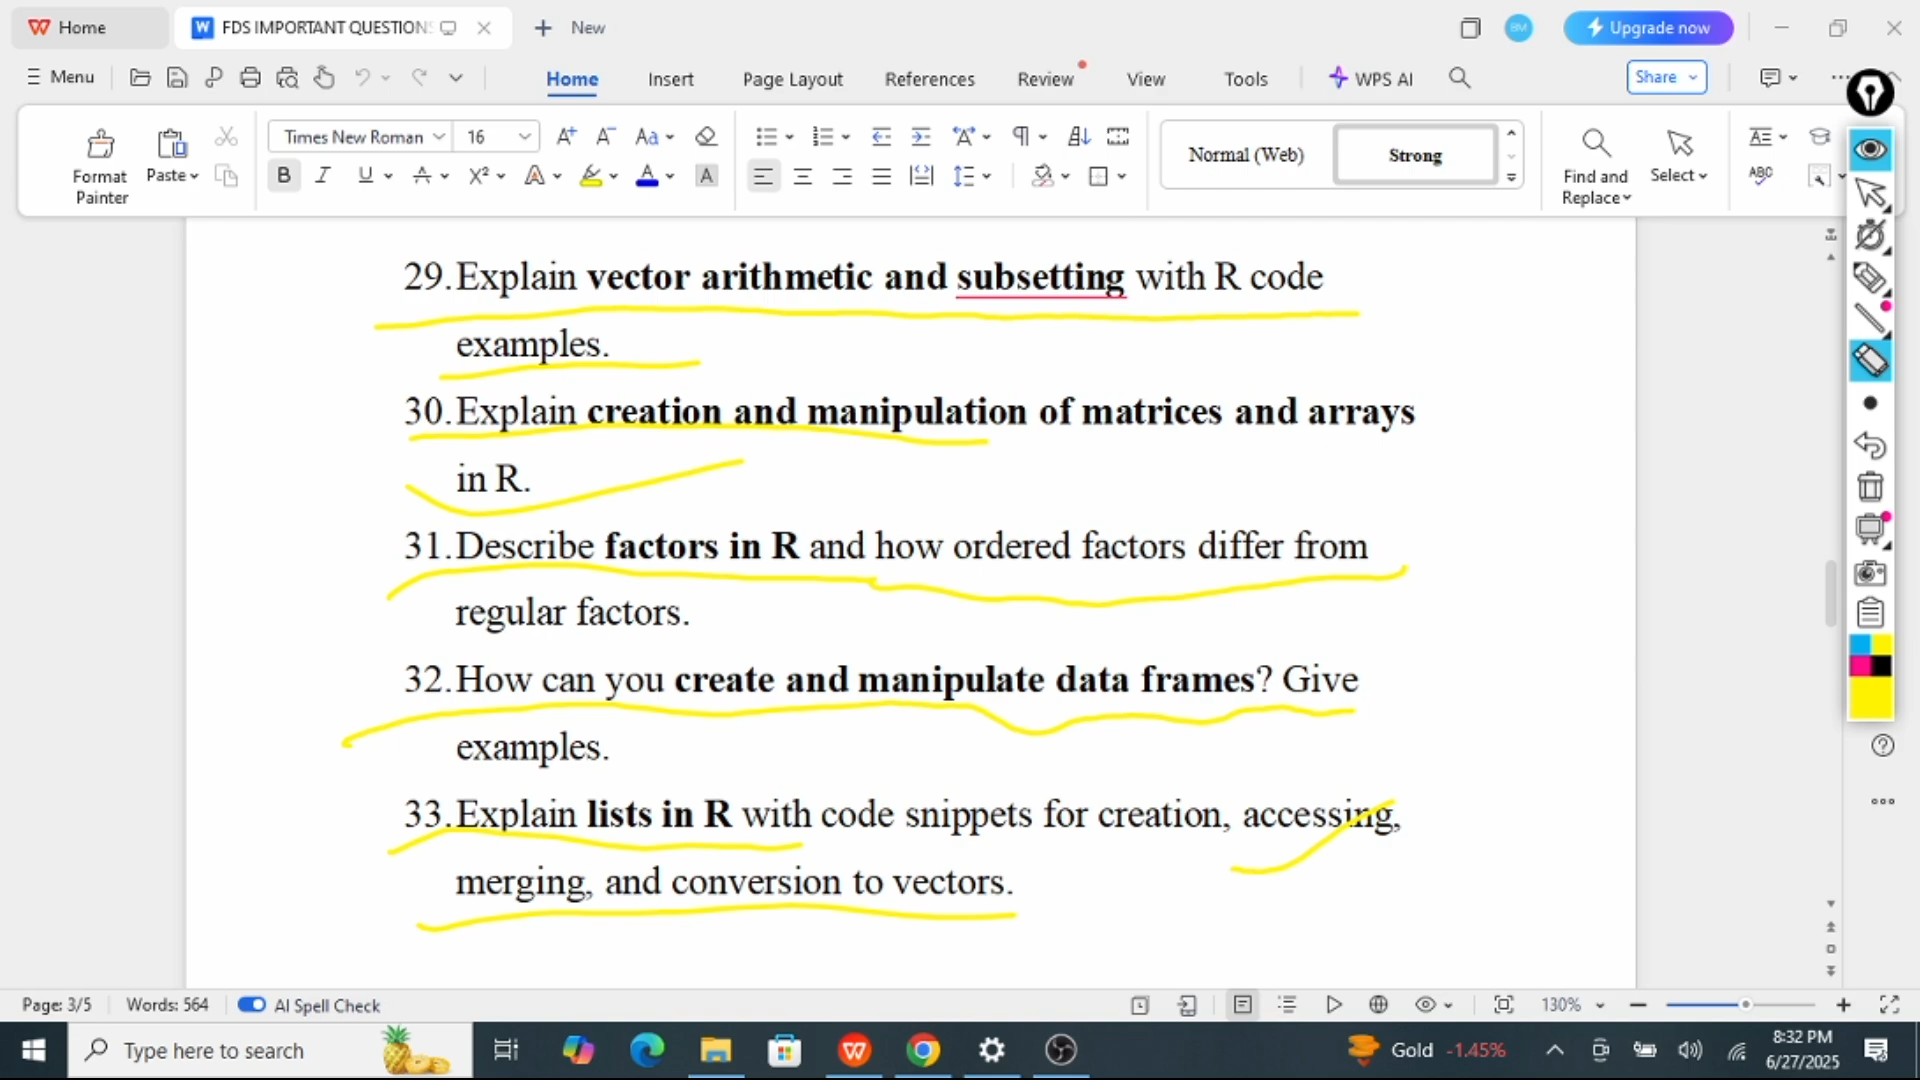 Home
FDS IMPORTANT QUESTION
New
BM
Upgrade now
Menu
Home
Insert
Page Layout
References
Review
View
Tools
WPS AI
Share
Format Painter
Paste
Times New Roman
16
Normal (Web)
Strong
Find and Replace
Select
29. Explain vector arithmetic and subsetting with R code
examples.
30. Explain creation and manipulation of matrices and arrays
in R.
31. Describe factors in R and how ordered factors differ from
regular factors.
32. How can you create and manipulate data frames? Give
examples.
33. Explain lists in R with code snippets for creation, accessing,
merging, and conversion to vectors.
Page: 3/5
Words: 564
AI Spell Check
130%
Type here to search
Gold -1.45%
8:32 PM
6/27/2025